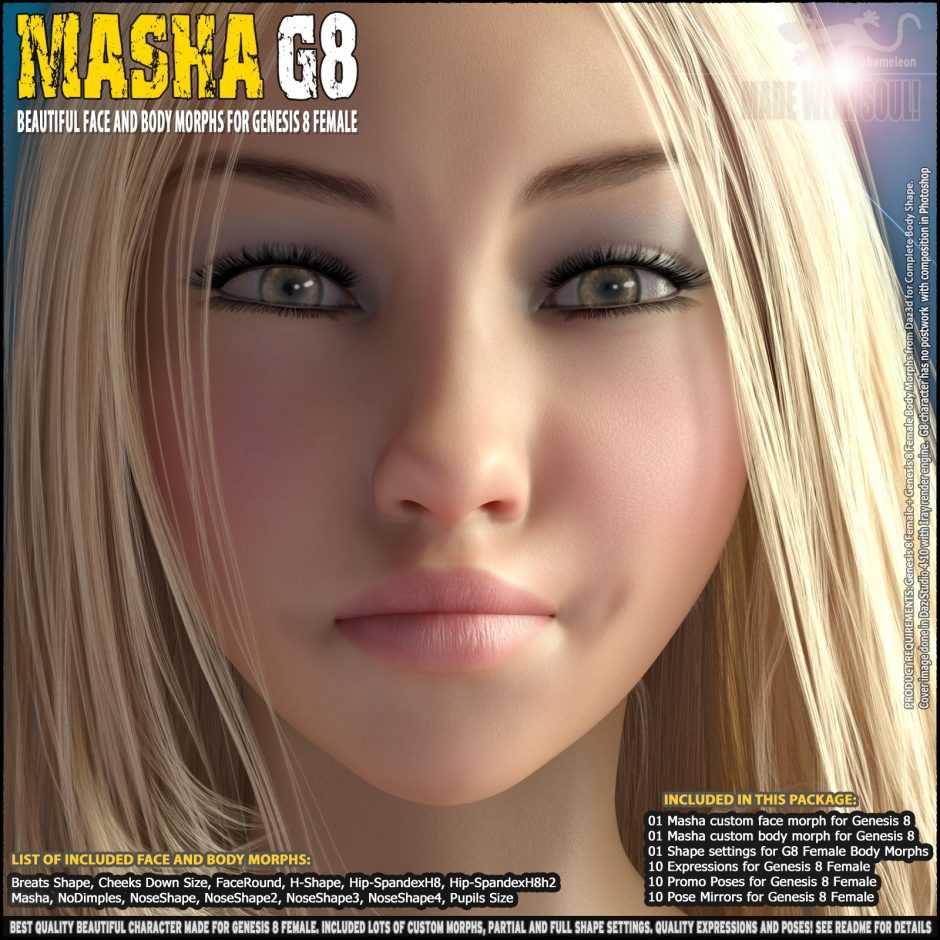 MASHA G8
BEAUTIFUL FACE AND BODY MORPHS FOR GENESIS 8 FEMALE
hameleon
MADE WITH SOUL!
PRODUCT REQUIREMENTS: Genesis 8 Female + Genesis 8 Female Body Morphs from Daz3d for Complete Body Shape.
Cover image done in Daz Studio 4.10 with Iray render engine. G8 character has no postwork with composition in Photoshop
INCLUDED IN THIS PACKAGE:
01 Masha custom face morph for Genesis 8
01 Masha custom body morph for Genesis 8
01 Shape settings for G8 Female Body Morphs
10 Expressions for Genesis 8 Female
10 Promo Poses for Genesis 8 Female
10 Pose Mirrors for Genesis 8 Female
LIST OF INCLUDED FACE AND BODY MORPHS:
Breats Shape, Cheeks Down Size, FaceRound, H-Shape, Hip-SpandexH8, Hip-SpandexH8h2
Masha, NoDimples, NoseShape, NoseShape2, NoseShape3, NoseShape4, Pupils Size
BEST QUALITY BEAUTIFUL CHARACTER MADE FOR GENESIS 8 FEMALE. INCLUDED LOTS OF CUSTOM MORPHS, PARTIAL AND FULL SHAPE SETTINGS. QUALITY EXPRESSIONS AND POSES! SEE README FOR DETAILS